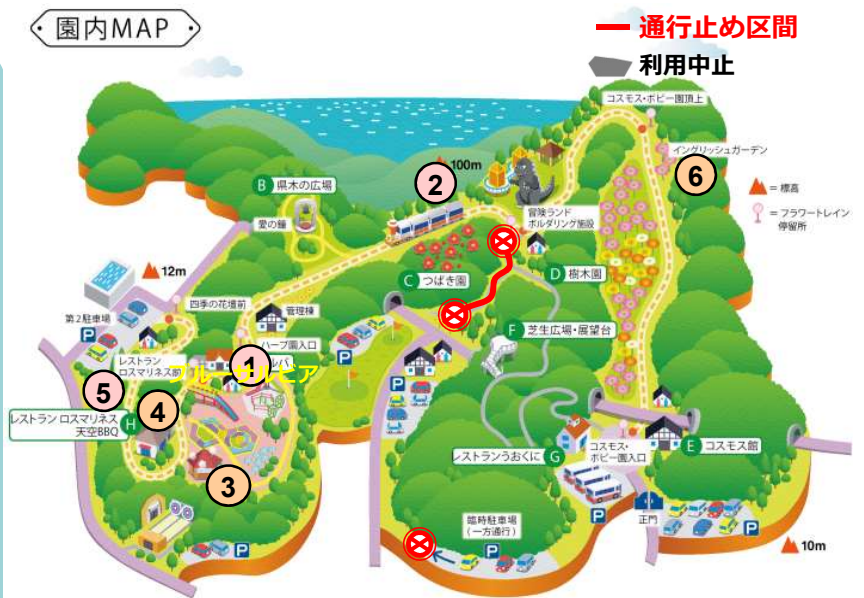 園内MAP
通行止め区間
利用中止
コスモス・ポピー園頂上
イングリッシュガーデン
6
100m
2
= 標高
= フラワートレイン
停留所
B 県木の広場
愛の鐘
冒険ランド
ボルダリング施設
12m
C つばき園
D 樹木園
四季の花壇前
管理棟
第2駐車場
P
ハーブ園入口
F 芝生広場・展望台
P
レストラン
ロスマリネス前
1
ルバ
ブルーサルビア
5
4
レストラン ロスマリネス
天空BBQ
H
P
レストランうおくに
G
コスモス・
ポピー園入口
E コスモス館
3
臨時駐車場
(一方通行)
P
P
正門
P
P
10m